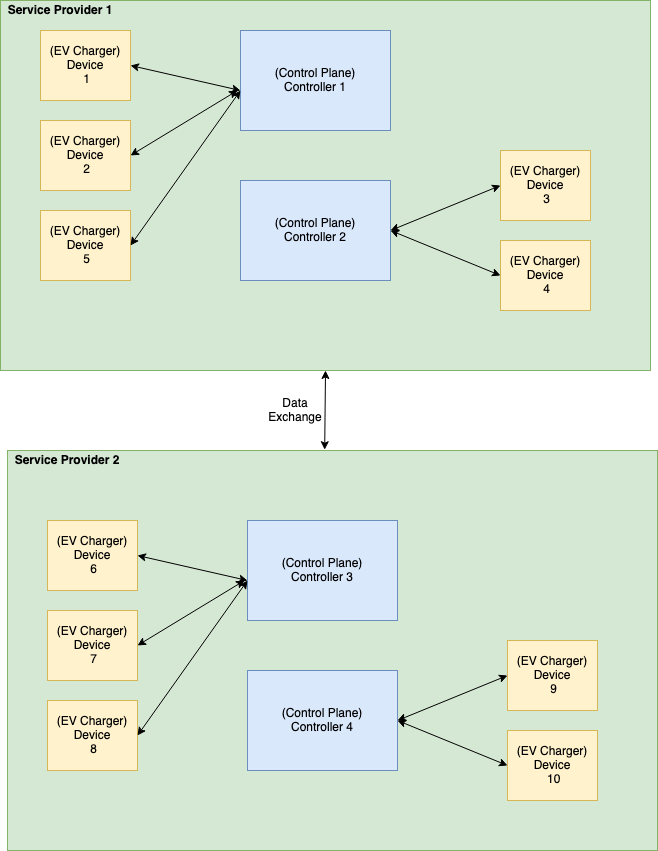 Service Provider 1
(EV Charger)
Device
1
(Control Plane)
Controller 1
(EV Charger)
Device
2
(EV Charger)
Device
3
(EV Charger)
Device
5
(Control Plane)
Controller 2
(EV Charger)
Device
4
Data
Exchange
Service Provider 2
(EV Charger)
Device
6
(Control Plane)
Controller 3
(EV Charger)
Device
7
(EV Charger)
Device
9
(EV Charger)
Device
8
(Control Plane)
Controller 4
(EV Charger)
Device
10